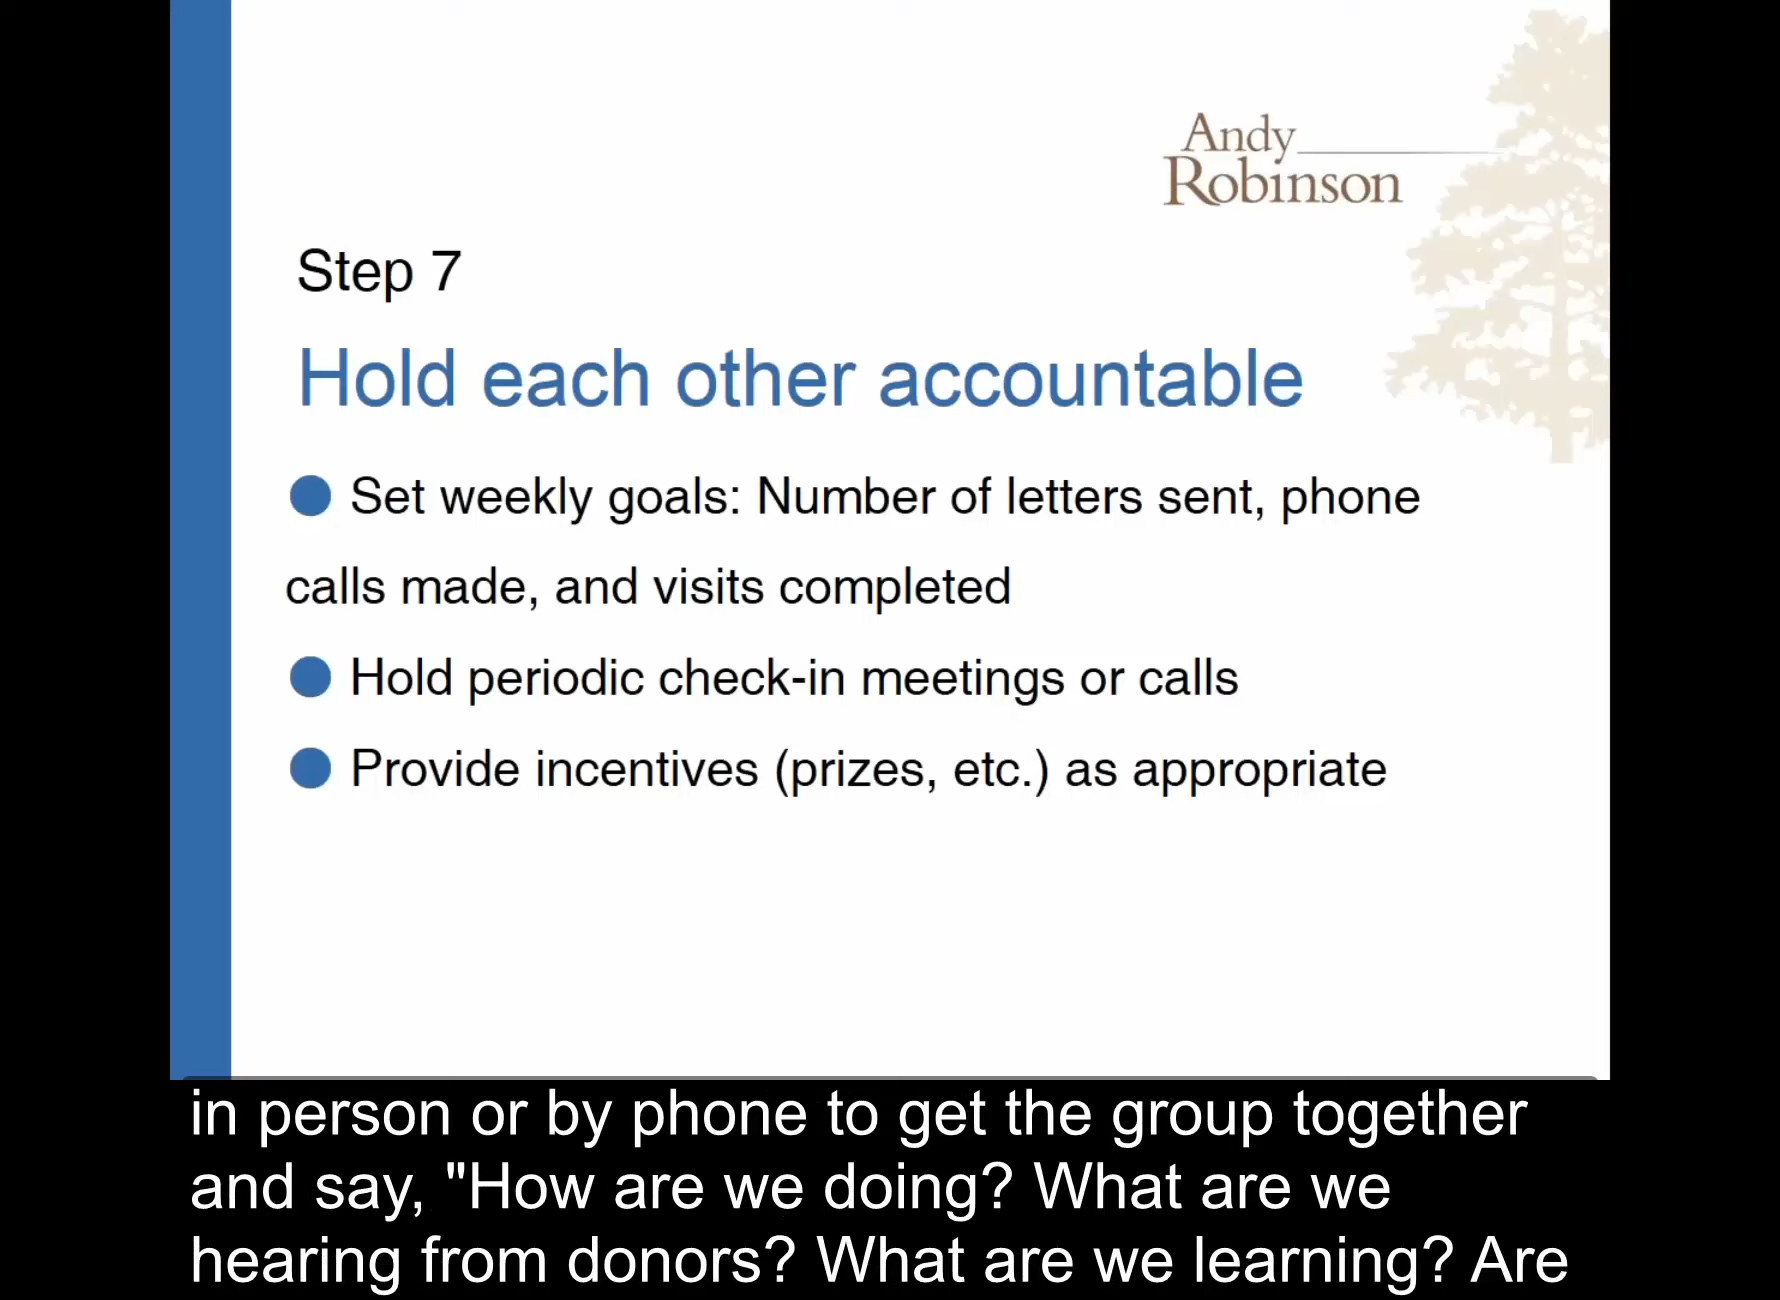 Andy
Robinson
Step 7
Hold each other accountable
Set weekly goals: Number of letters sent, phone
calls made, and visits completed
Hold periodic check-in meetings or calls
Provide incentives (prizes, etc.) as appropriate
in person or by phone to get the group together
and say, "How are we doing? What are we
hearing from donors? What are we learning? Are